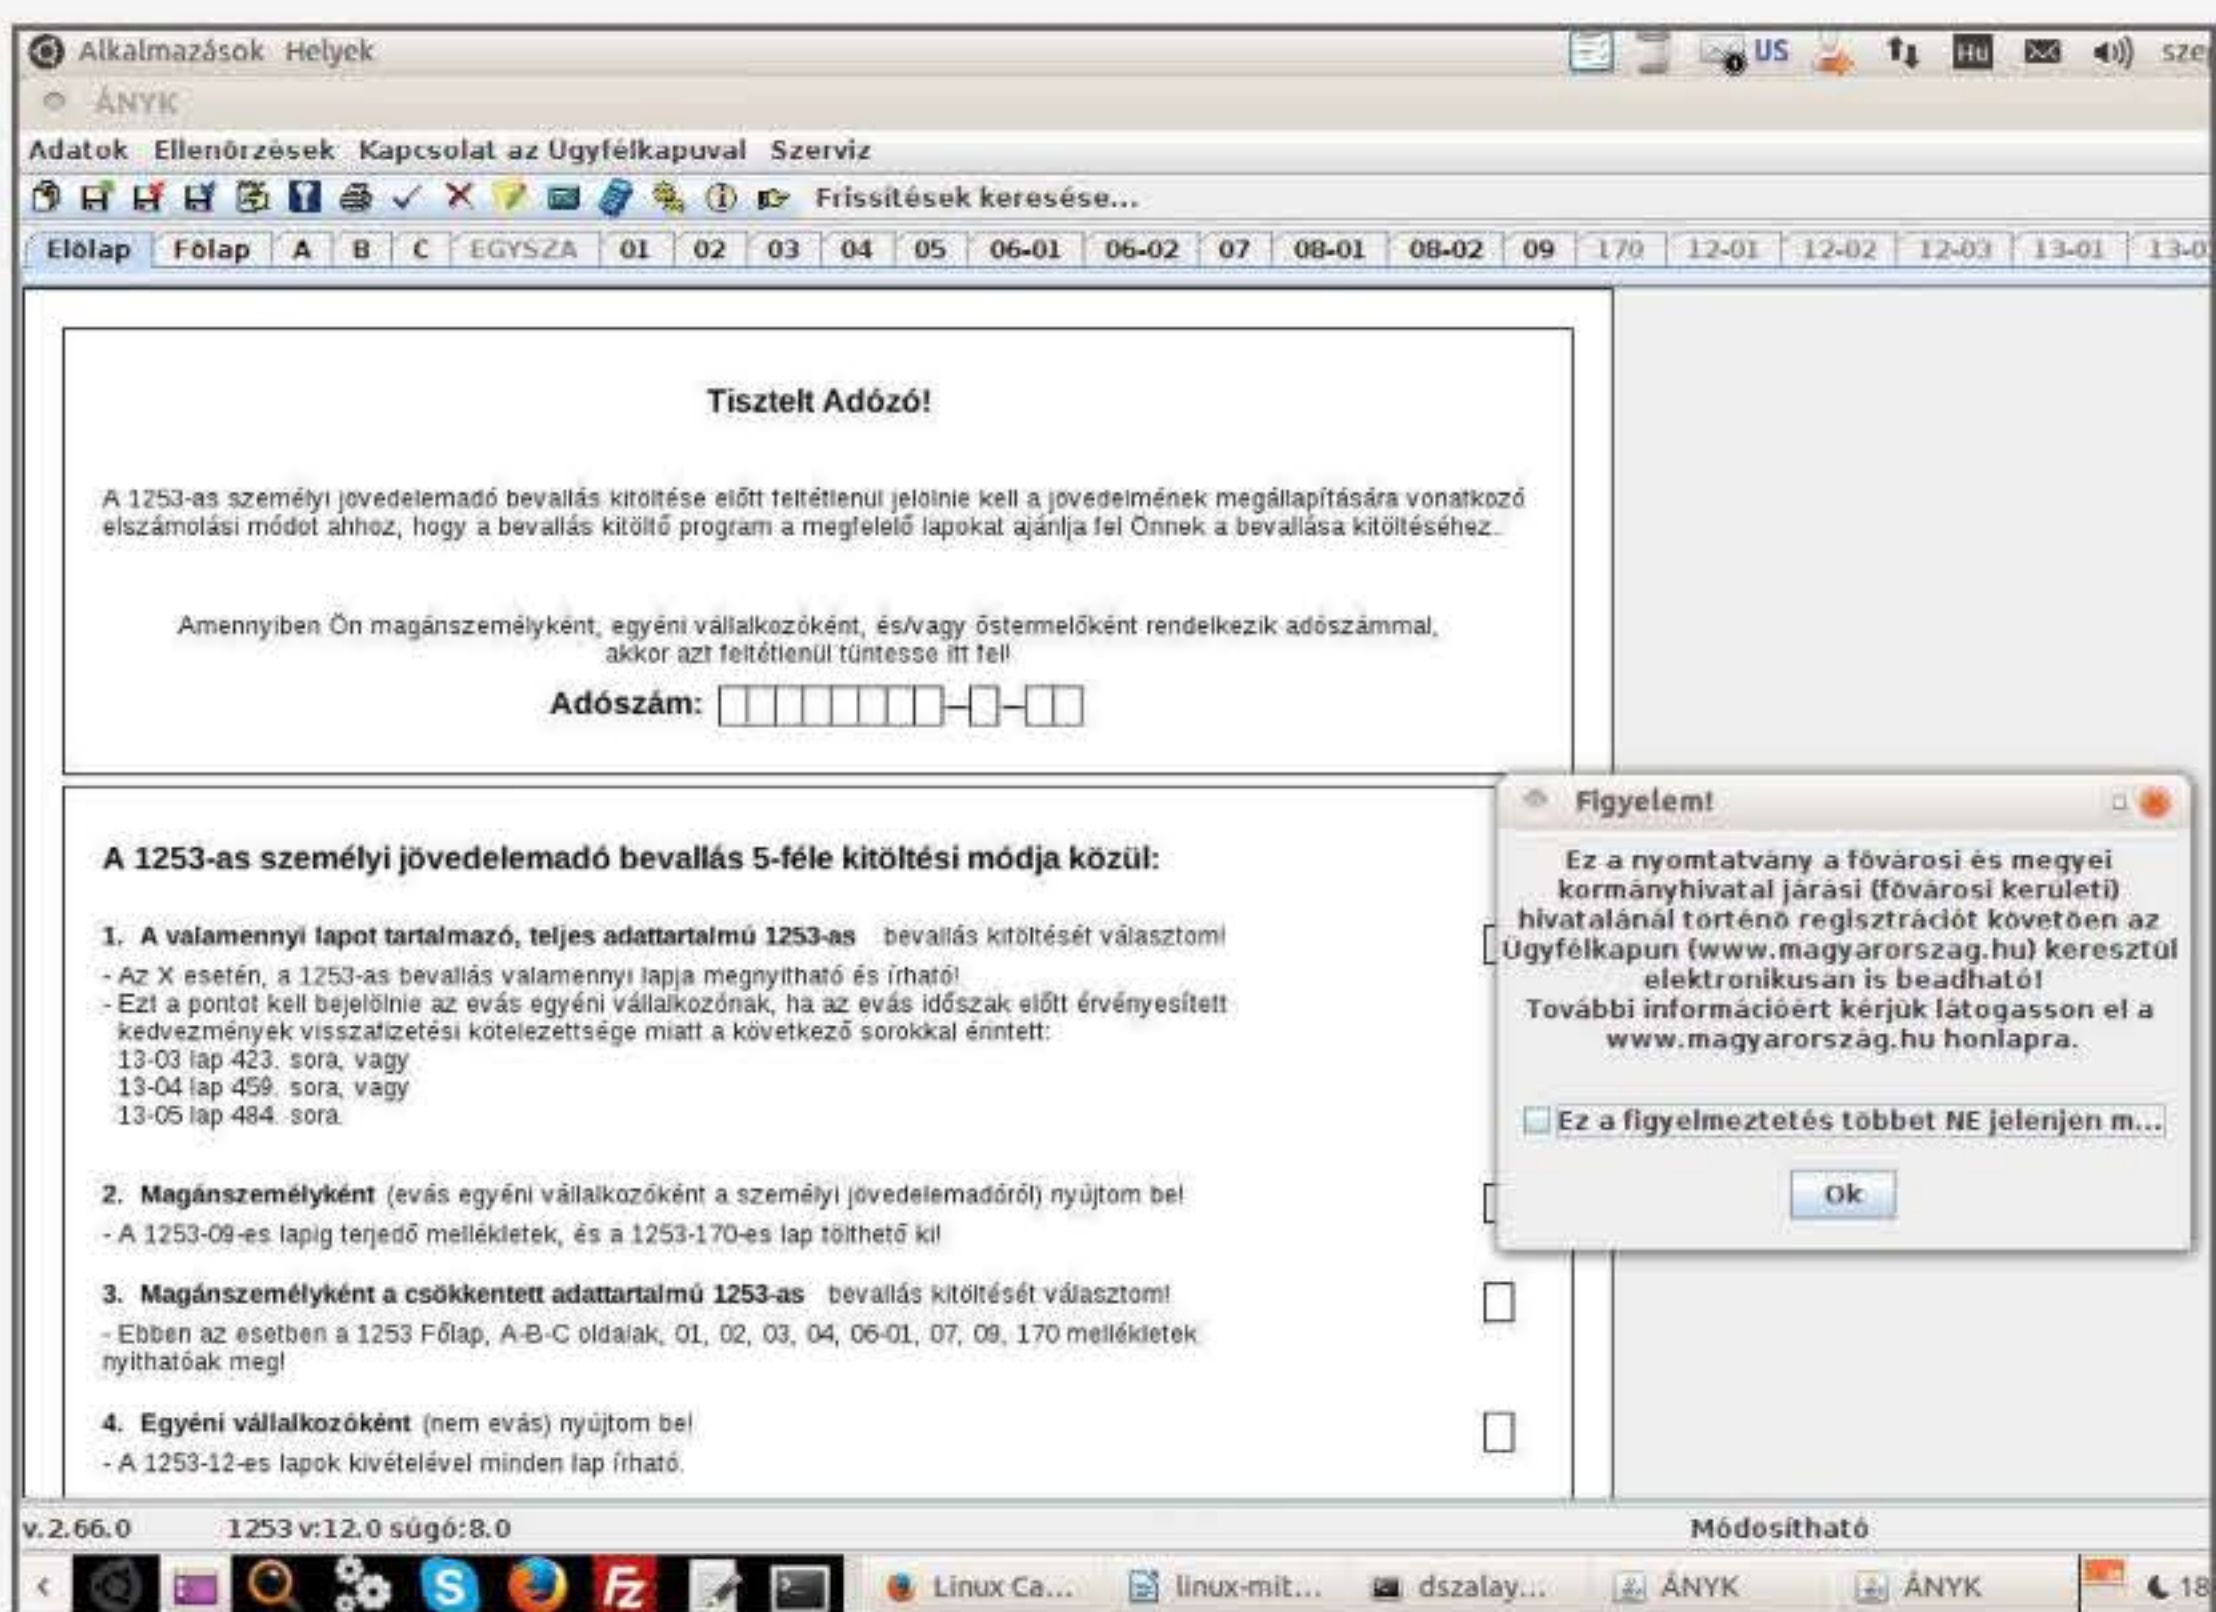 Alkalmazások Helyek
US
Hu
ÁNYK
Adatok Ellenőrzések Kapcsolat az Ügyfélkapuval Szerviz
Frissítések keresése...
Előlap Főlap A B C EGYSZA 01 02 03 04 05 06-01 06-02 07 08-01 08-02 09 170 12-01 12-02 12-03 13-01
Tisztelt Adózó!
A 1253-as személyi jövedelemadó bevallás kitöltése előtt feltétlenül jelölnie kell a jövedelmének megállapítására vonatkozó
elszámolási módot ahhoz, hogy a bevallás kitöltő program a megfelelő lapokat ajánlja fel Önnek a bevallása kitöltéséhez.
Amennyiben Ön magánszemélyként, egyéni vállalkozóként, és/vagy őstermelőként rendelkezik adószámmal,
akkor azt feltétlenül tüntesse itt fel!
Adószám:
A 1253-as személyi jövedelemadó bevallás 5-féle kitöltési módja közül:
1. A valamennyi lapot tartalmazó, teljes adattartalmú 1253-as bevallás kitöltését választom!
- Az X esetén, a 1253-as bevallás valamennyi lapja megnyitható és írható!
- Ezt a pontot kell bejelölnie az evás egyéni vállalkozónak, ha az evás időszak előtt érvényesített
kedvezmények visszafizetési kötelezettsége miatt a következő sorokkal érintett:
13-03 lap 423. sora, vagy
13-04 lap 459. sora, vagy
13-05 lap 484. sora.
2. Magánszemélyként (evás egyéni vállalkozóként a személyi jövedelemadóról) nyújtom be!
- A 1253-09-es lapig terjedő mellékletek, és a 1253-170-es lap tölthető ki!
3. Magánszemélyként a csökkentett adattartalmú 1253-as bevallás kitöltését választom!
- Ebben az esetben a 1253 Főlap, A-B-C oldalak, 01, 02, 03, 04, 06-01, 07, 09, 170 mellékletek
nyithatóak meg!
4. Egyéni vállalkozóként (nem evás) nyújtom be!
- A 1253-12-es lapok kivételével minden lap írható.
Figyelem!
Ez a nyomtatvány a fővárosi és megyei
kormányhivatal járási (fővárosi kerületi)
hivatalánál történő regisztrációt követően az
Ügyfélkapun (www.magyarorszag.hu) keresztül
elektronikusan is beadható!
További információért kérjük látogasson el a
www.magyarország.hu honlapra.
Ez a figyelmeztetés többet NE jelenjen m...
Ok
v.2.66.0 1253 v:12.0 súgó:8.0 Módosítható
Linux Ca... linux-mit... dszalay... ÁNYK ÁNYK 18